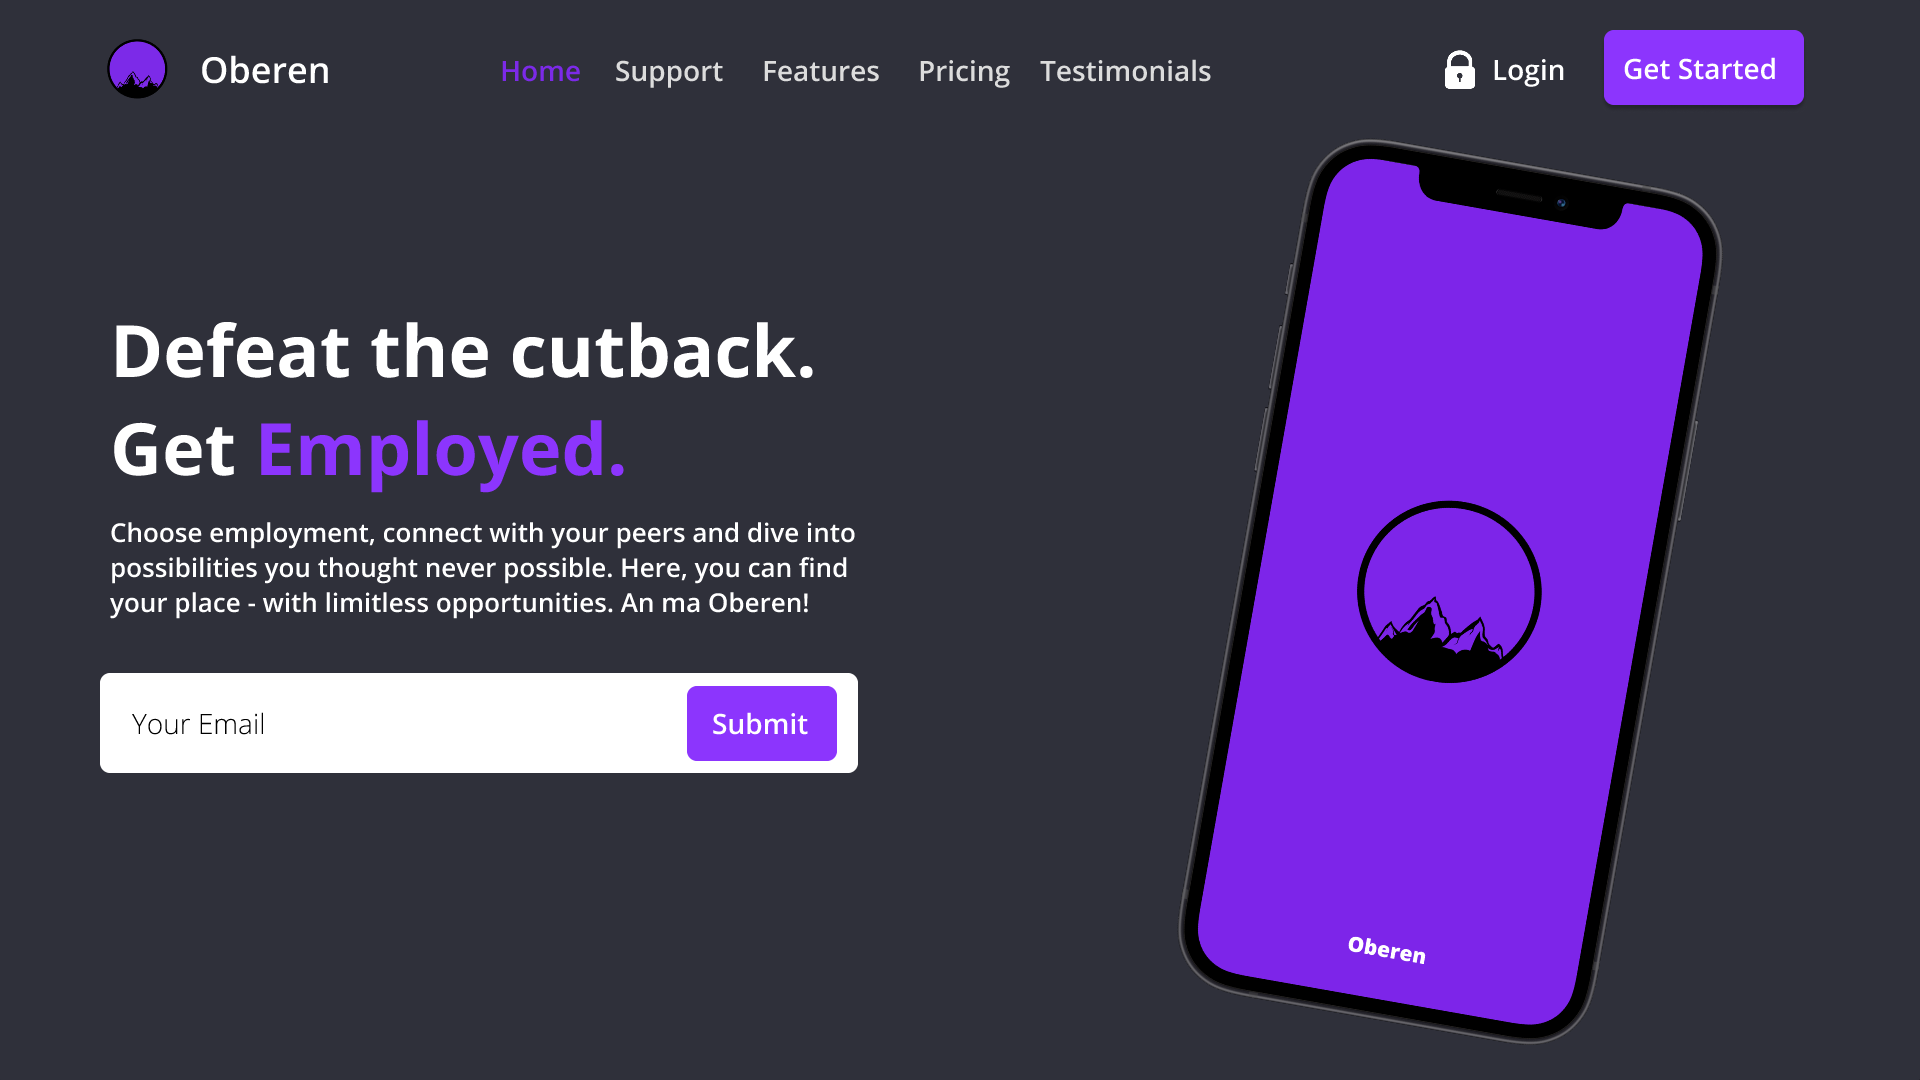 Oberen
Home Support Features Pricing Testimonials
Login
Get Started
Defeat the cutback.
Get Employed.
Choose employment, connect with your peers and dive into
possibilities you thought never possible. Here, you can find
your place - with limitless opportunities. An ma Oberen!
Your Email
Submit
Oberen